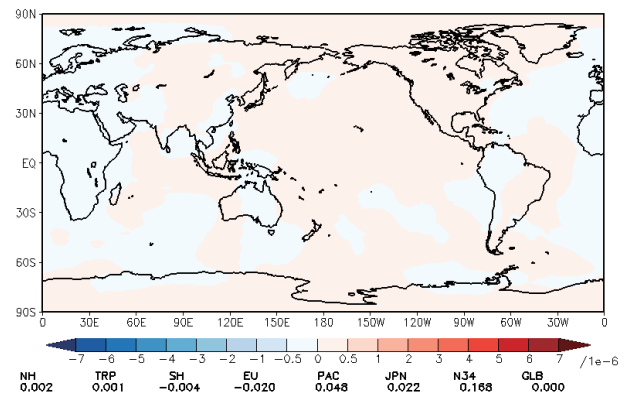 90N
60N
30N
EQ
30S
60S
90S
0 30E 60E 90E 120E 150E 180 150W 120W 90W 60W 30W 0
-7 -6 -5 -4 -3 -2 -1 -0.5 0 0.5 1 2 3 4 5 6 7 /1e-6
NH TRP SH EU PAC JPN N34 GLB
0.002 0.001 -0.004 -0.020 0.048 0.022 0.168 0.000